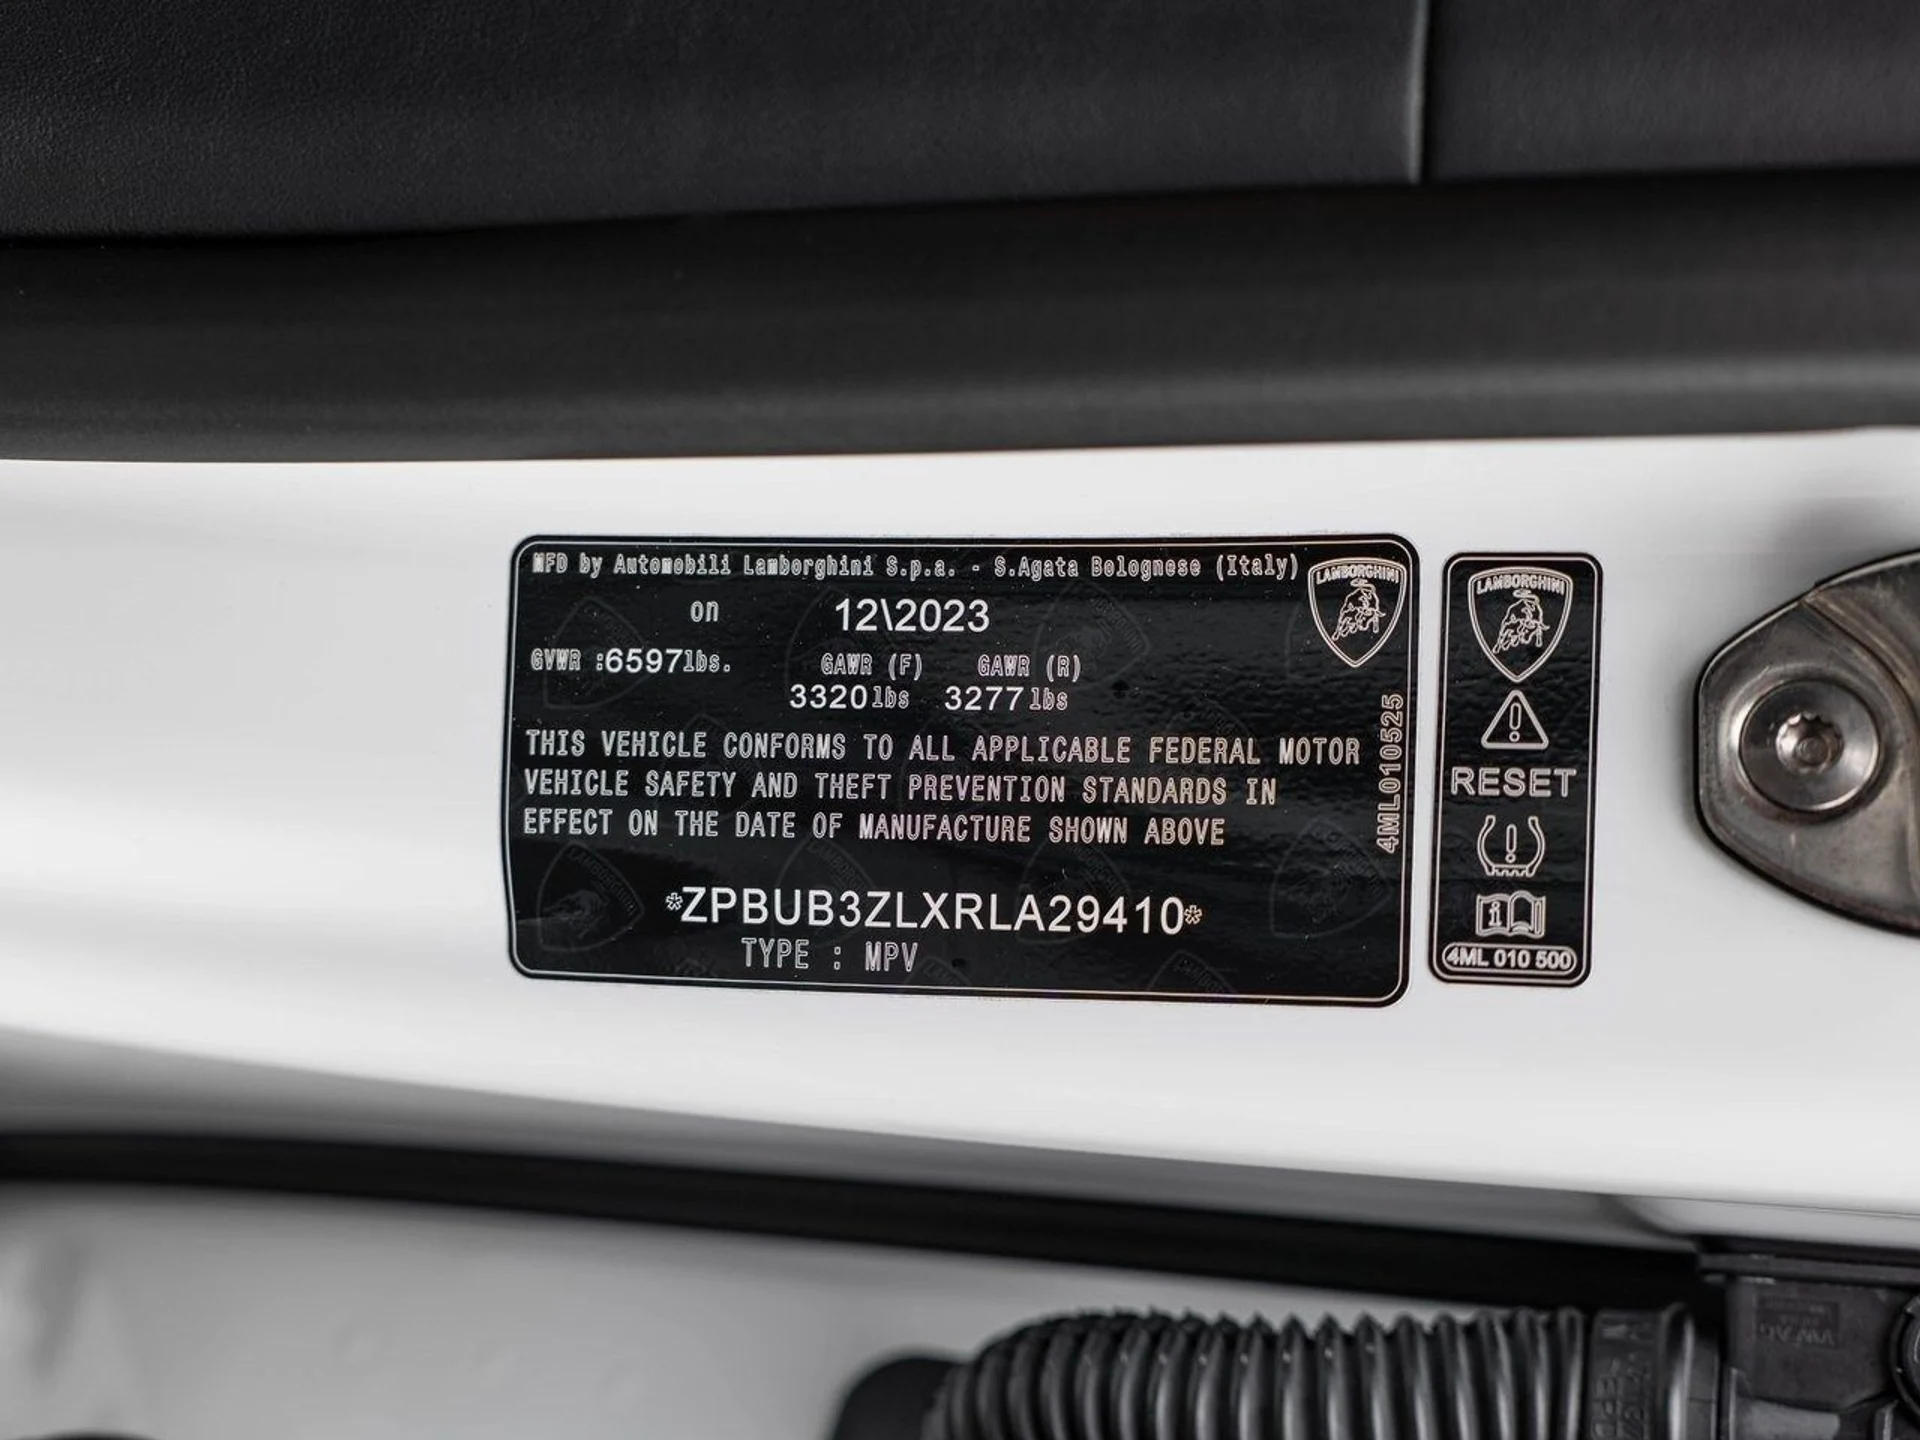 MFD by Automobili Lamborghini S.p.a. - S.Agata Bolognese (Italy)
on 12\2023
GVWR :6597lbs. GAWR (F) GAWR (R)
3320lbs 3277lbs
THIS VEHICLE CONFORMS TO ALL APPLICABLE FEDERAL MOTOR
VEHICLE SAFETY AND THEFT PREVENTION STANDARDS IN
EFFECT ON THE DATE OF MANUFACTURE SHOWN ABOVE
*ZPBUB3ZLXRLA29410*
TYPE : MPV
LAMBORGHINI
4ML010525
LAMBORGHINI
RESET
4ML 010 500